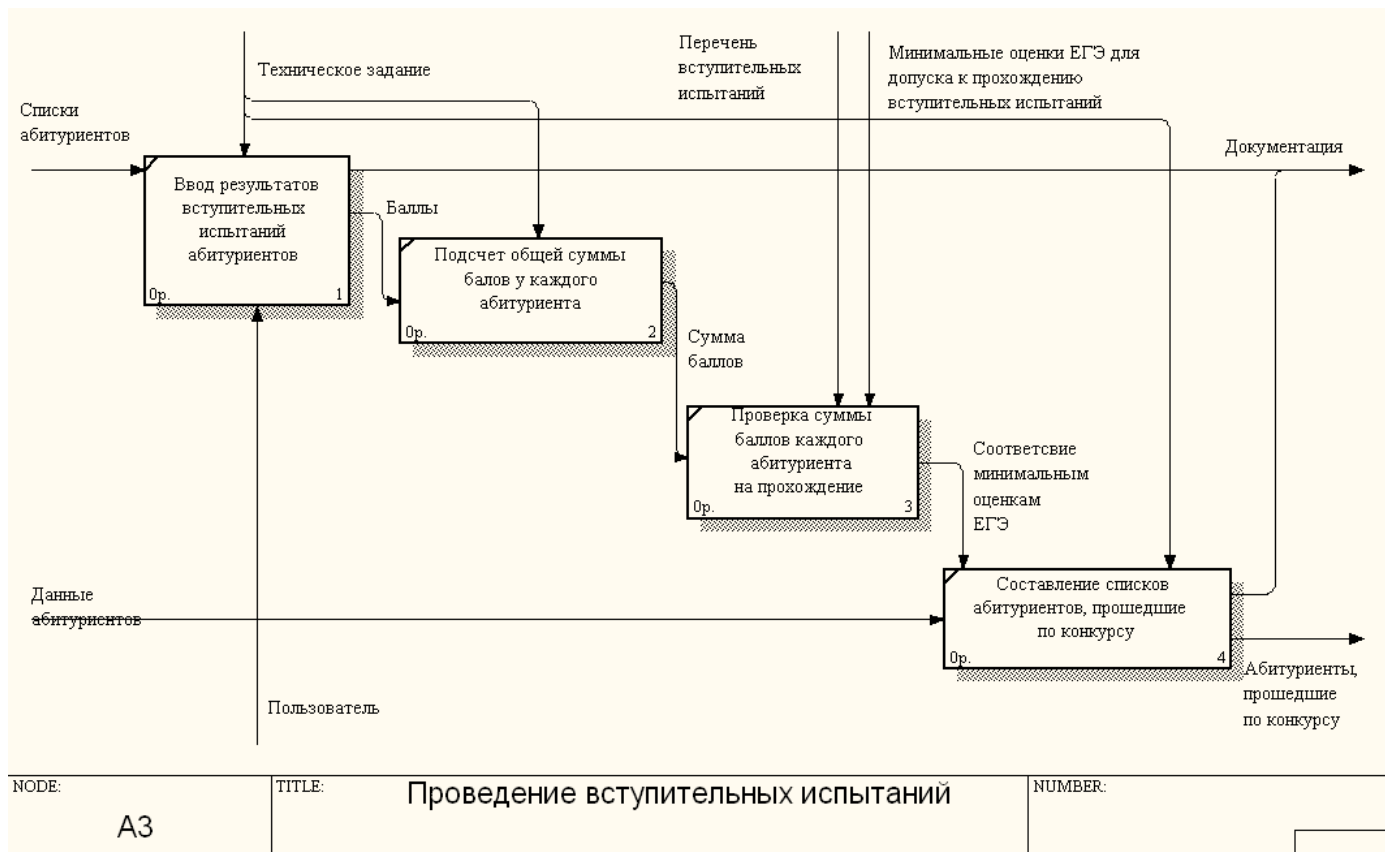 Техническое задание
Перечень
вступительных
испытаний
Минимальные оценки ЕГЭ для
допуска к прохождению
вступительных испытаний
Списки
абитуриентов
Документация
Ввод результатов
вступительных
испытаний
абитуриентов
0р.
1
Баллы
Подсчет общей суммы
балов у каждого
абитуриента
0р.
2
Сумма
баллов
Проверка суммы
баллов каждого
абитуриента
на прохождение
0р.
3
Соответсвие
минимальным
оценкам
ЕГЭ
Данные
абитуриентов
Составление списков
абитуриентов, прошедшие
по конкурсу
0р.
4
Абитуриенты,
прошедшие
по конкурсу
Пользователь
NODE:
А3
TITLE:
Проведение вступительных испытаний
NUMBER: